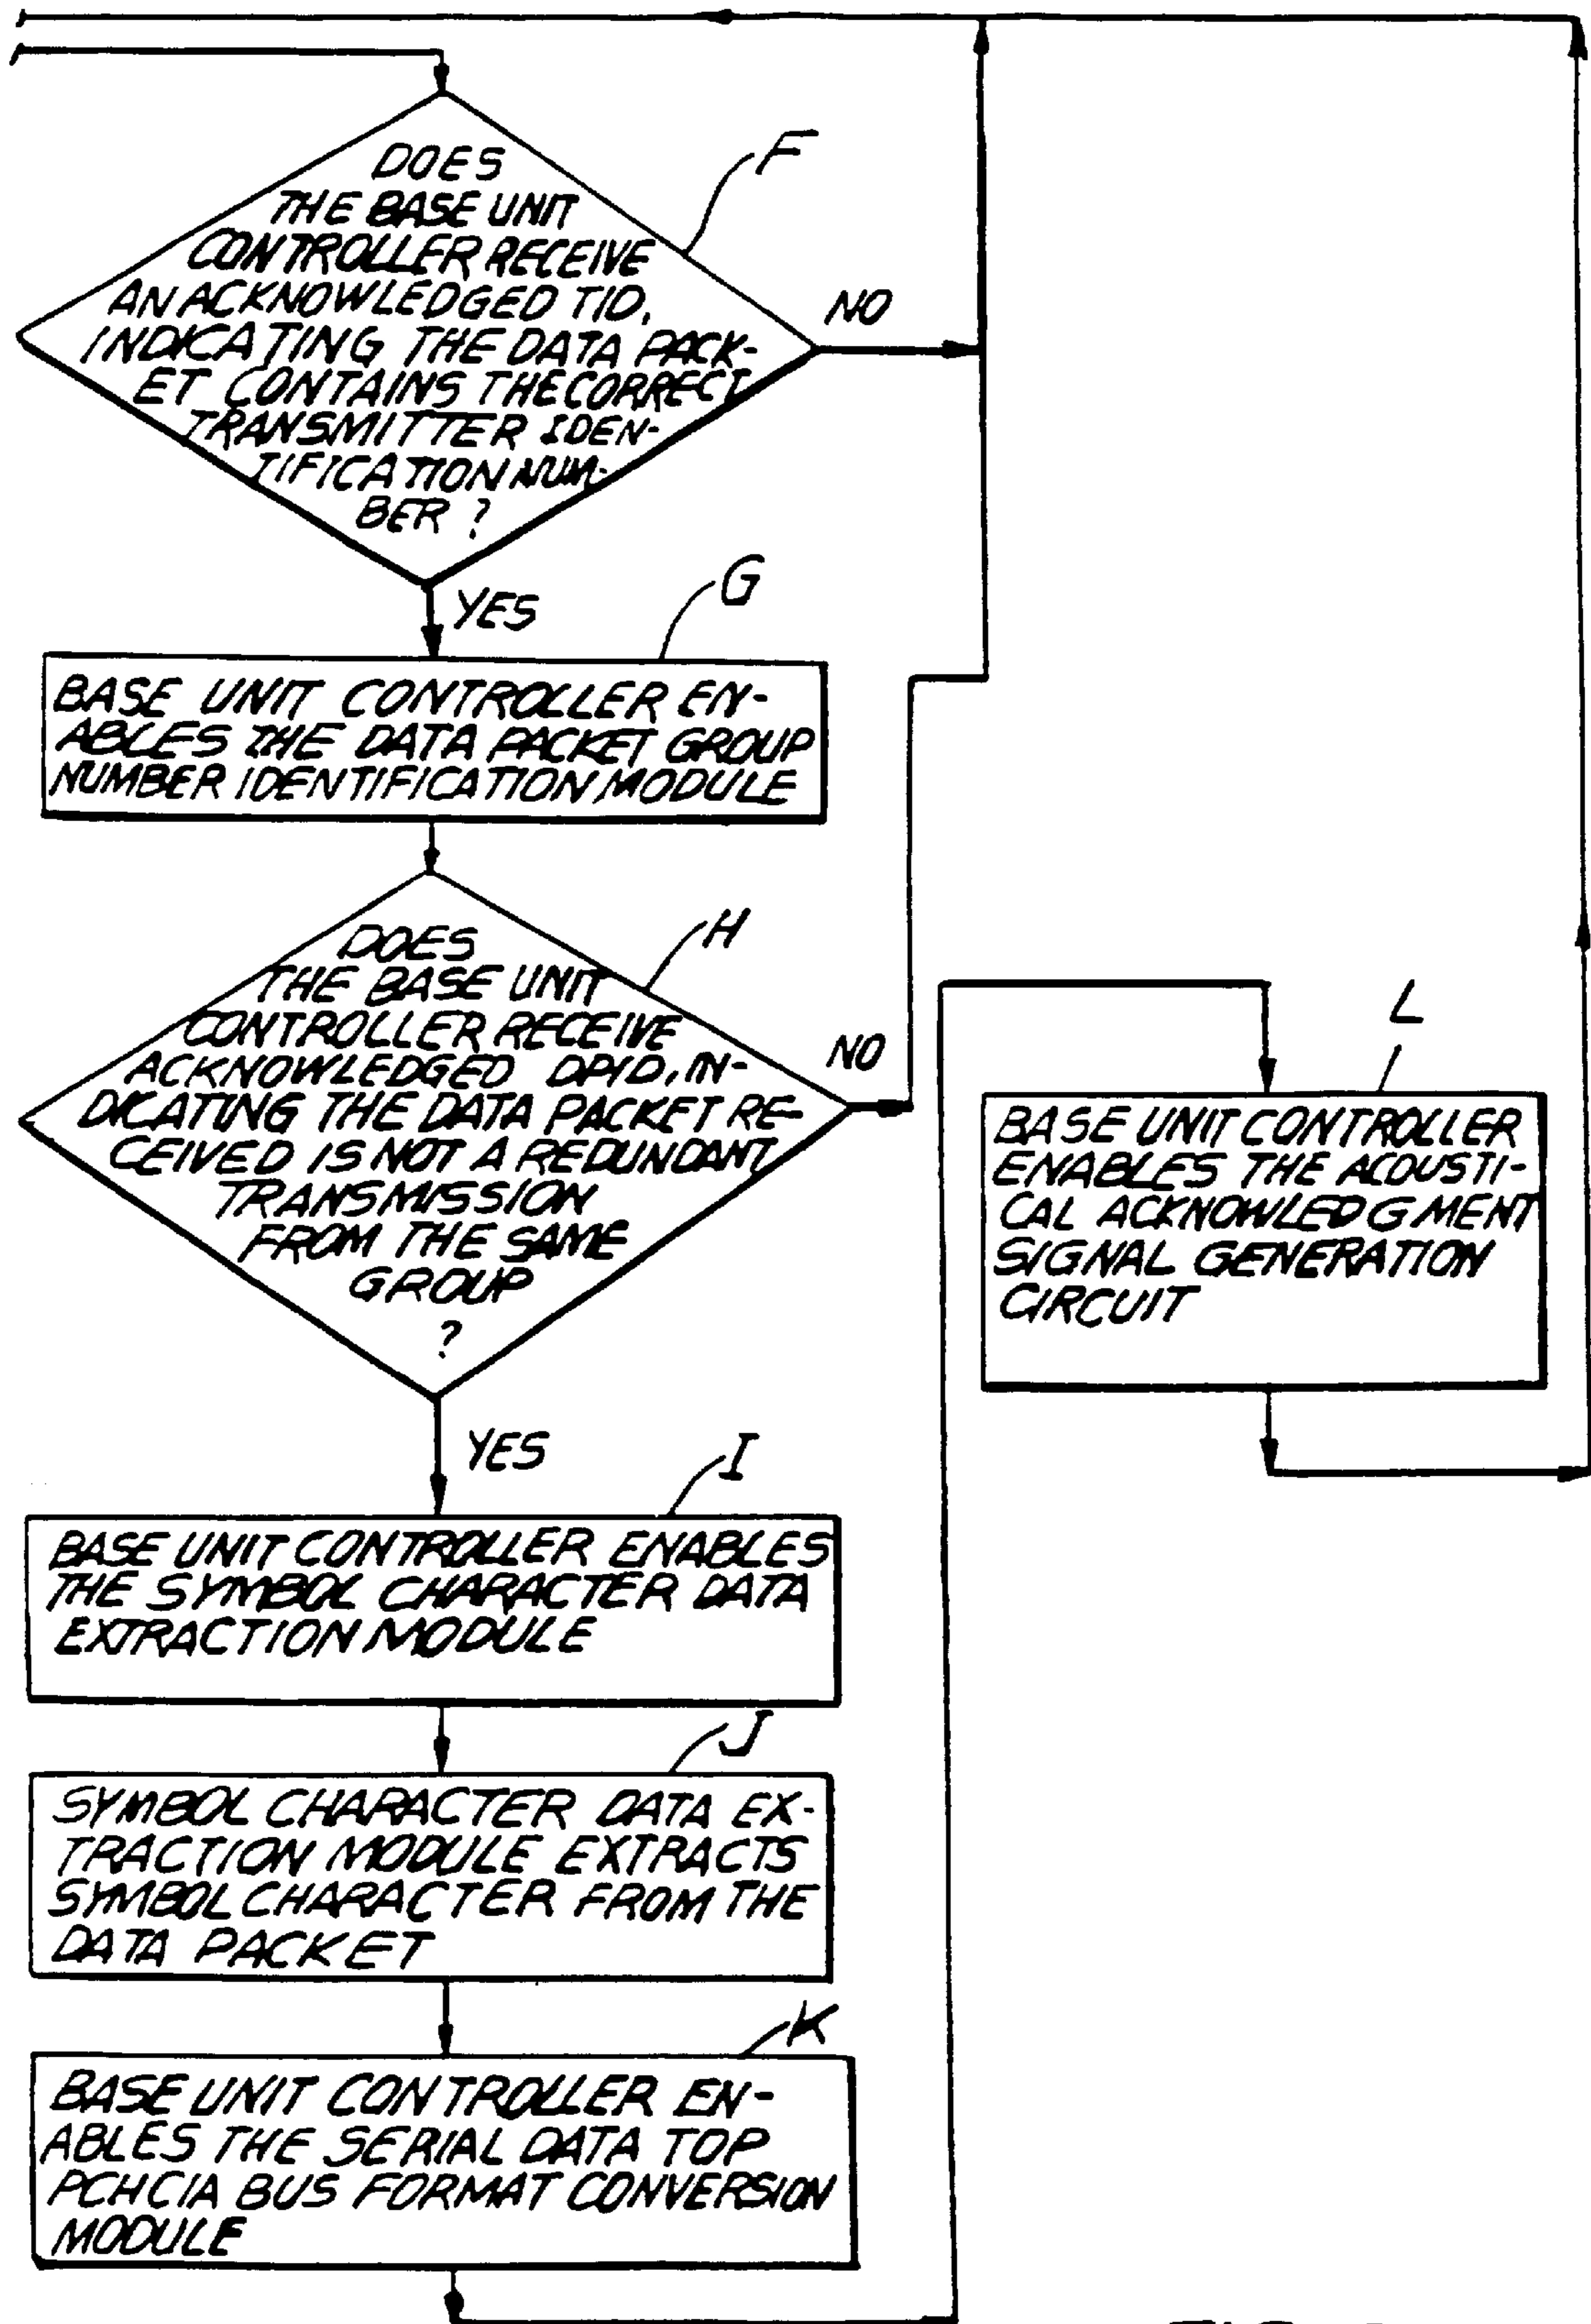 F
DOES
THE BASE UNIT
CONTROLLER RECEIVE
AN ACKNOWLEDGED TID,
INDICATING THE DATA PACK-
ET CONTAINS THE CORRECT
TRANSMITTER IDEN-
TIFICATION NUM-
BER ?
NO
YES
G
BASE UNIT CONTROLLER EN-
ABLES THE DATA PACKET GROUP
NUMBER IDENTIFICATION MODULE
H
DOES
THE BASE UNIT
CONTROLLER RECEIVE
ACKNOWLEDGED DPID, IN-
DICATING THE DATA PACKET RE-
CEIVED IS NOT A REDUNDANT
TRANSMISSION
FROM THE SAME
GROUP
?
NO
YES
I
BASE UNIT CONTROLLER ENABLES
THE SYMBOL CHARACTER DATA
EXTRACTION MODULE
J
SYMBOL CHARACTER DATA EX-
TRACTION MODULE EXTRACTS
SYMBOL CHARACTER FROM THE
DATA PACKET
K
BASE UNIT CONTROLLER EN-
ABLES THE SERIAL DATA TOP
PCHCIA BUS FORMAT CONVERSION
MODULE
L
BASE UNIT CONTROLLER
ENABLES THE ACOUSTI-
CAL ACKNOWLEDGMENT
SIGNAL GENERATION
CIRCUIT